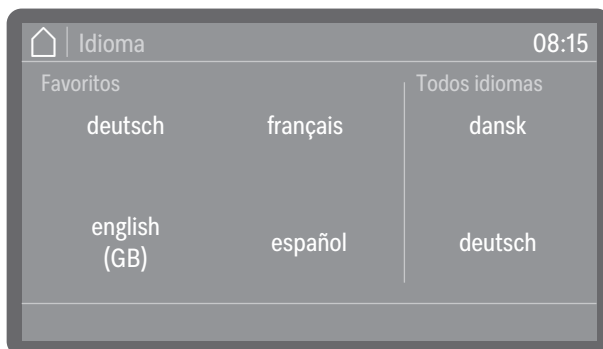 Idioma 08:15
Favoritos Todos idiomas
deutsch français dansk
english
(GB) español deutsch